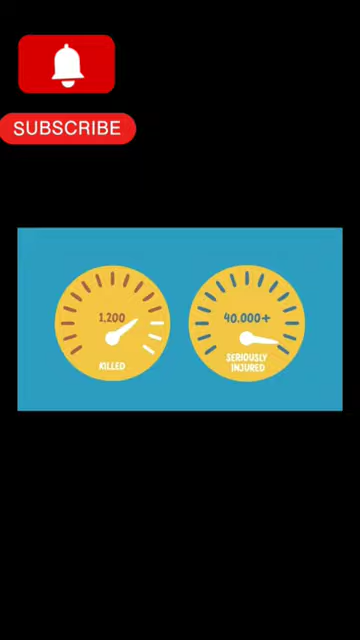 SUBSCRIBE
1,200
KILLED
40.000+
SERIOUSLY
INJURED